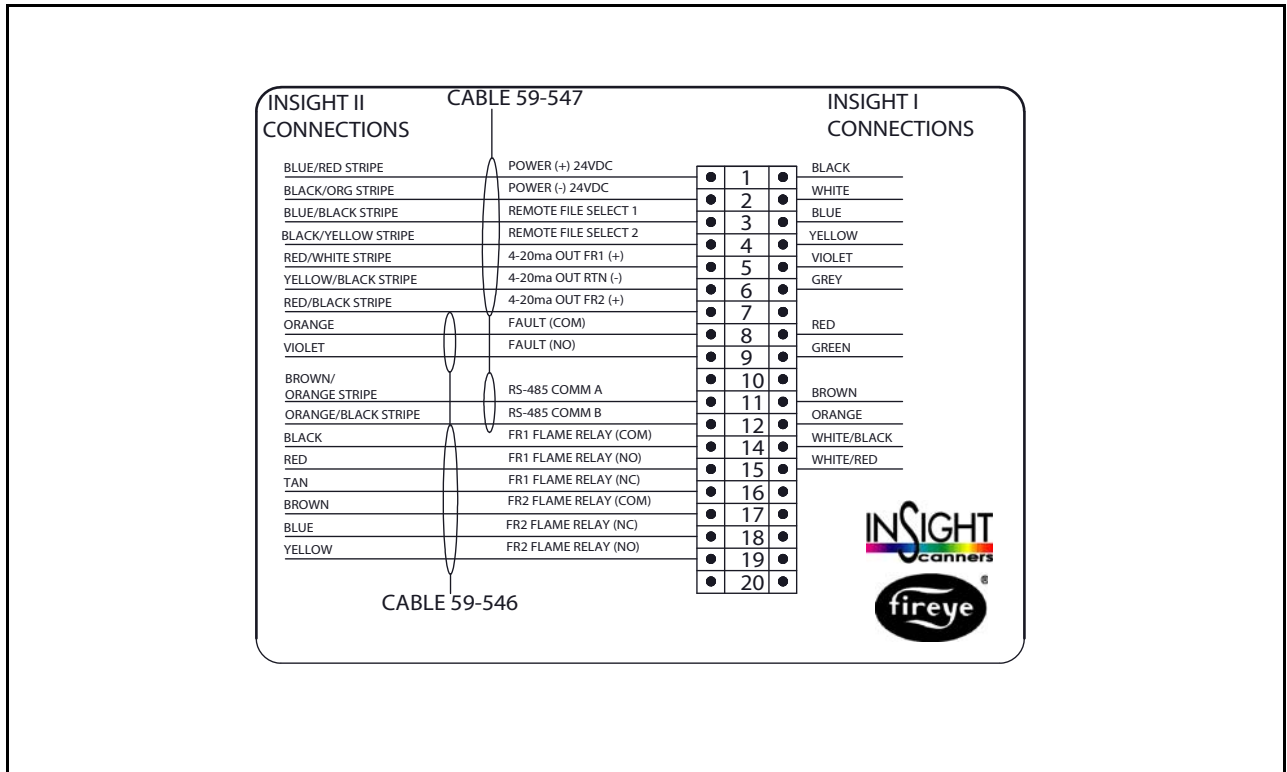 INSIGHT II
CONNECTIONS
CABLE 59-547
INSIGHT I
CONNECTIONS
BLUE/RED STRIPE POWER (+) 24VDC 1 BLACK
BLACK/ORG STRIPE POWER (-) 24VDC 2 WHITE
BLUE/BLACK STRIPE REMOTE FILE SELECT 1 3 BLUE
BLACK/YELLOW STRIPE REMOTE FILE SELECT 2 4 YELLOW
RED/WHITE STRIPE 4-20ma OUT FR1 (+) 5 VIOLET
YELLOW/BLACK STRIPE 4-20ma OUT RTN (-) 6 GREY
RED/BLACK STRIPE 4-20ma OUT FR2 (+) 7
ORANGE FAULT (COM) 8 RED
VIOLET FAULT (NO) 9 GREEN
10
BROWN/
ORANGE STRIPE RS-485 COMM A 11 BROWN
ORANGE/BLACK STRIPE RS-485 COMM B 12 ORANGE
BLACK FR1 FLAME RELAY (COM) 14 WHITE/BLACK
RED FR1 FLAME RELAY (NO) 15 WHITE/RED
TAN FR1 FLAME RELAY (NC) 16
BROWN FR2 FLAME RELAY (COM) 17
BLUE FR2 FLAME RELAY (NC) 18
YELLOW FR2 FLAME RELAY (NO) 19
20
CABLE 59-546
INSIGHT
Scanners
fireye ®